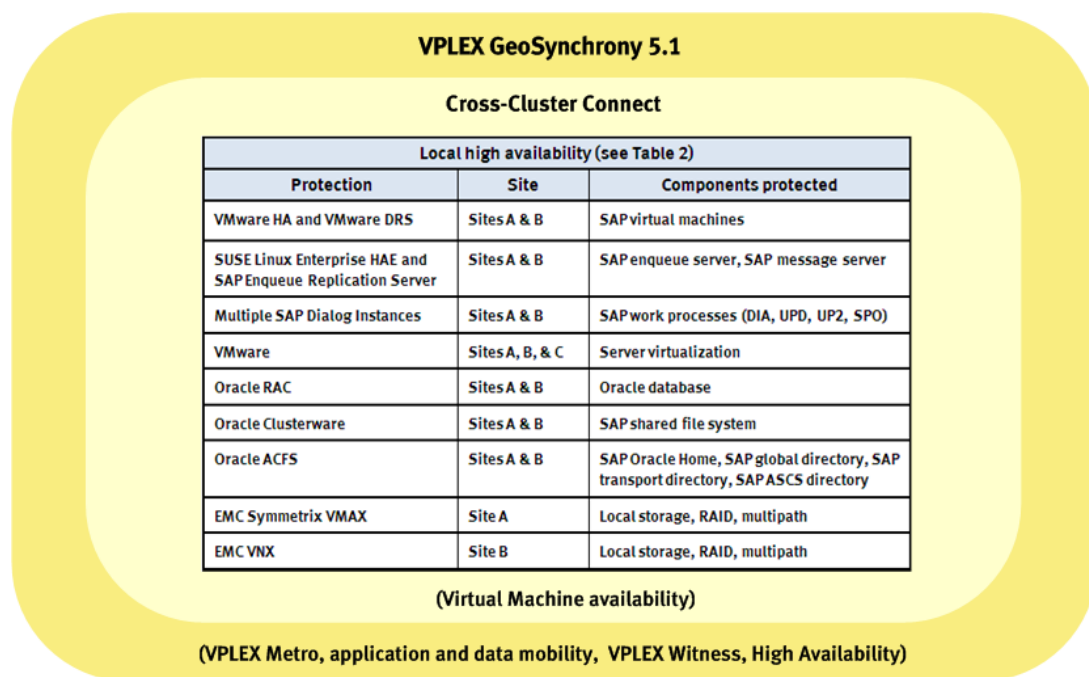 VPLEX GeoSynchrony 5.1
Cross-Cluster Connect
Local high availability (see Table 2)
Protection Site Components protected
VMware HA and VMware DRS Sites A & B SAP virtual machines
SUSE Linux Enterprise HAE and Sites A & B SAP enqueue server, SAP message server
SAP Enqueue Replication Server
Multiple SAP Dialog Instances Sites A & B SAP work processes (DIA, UPD, UP2, SPO)
VMware Sites A, B, & C Server virtualization
Oracle RAC Sites A & B Oracle database
Oracle Clusterware Sites A & B SAP shared file system
Oracle ACFS Sites A & B SAP Oracle Home, SAP global directory, SAP
transport directory, SAP ASCS directory
EMC Symmetrix VMAX Site A Local storage, RAID, multipath
EMC VNX Site B Local storage, RAID, multipath
(Virtual Machine availability)
(VPLEX Metro, application and data mobility, VPLEX Witness, High Availability)